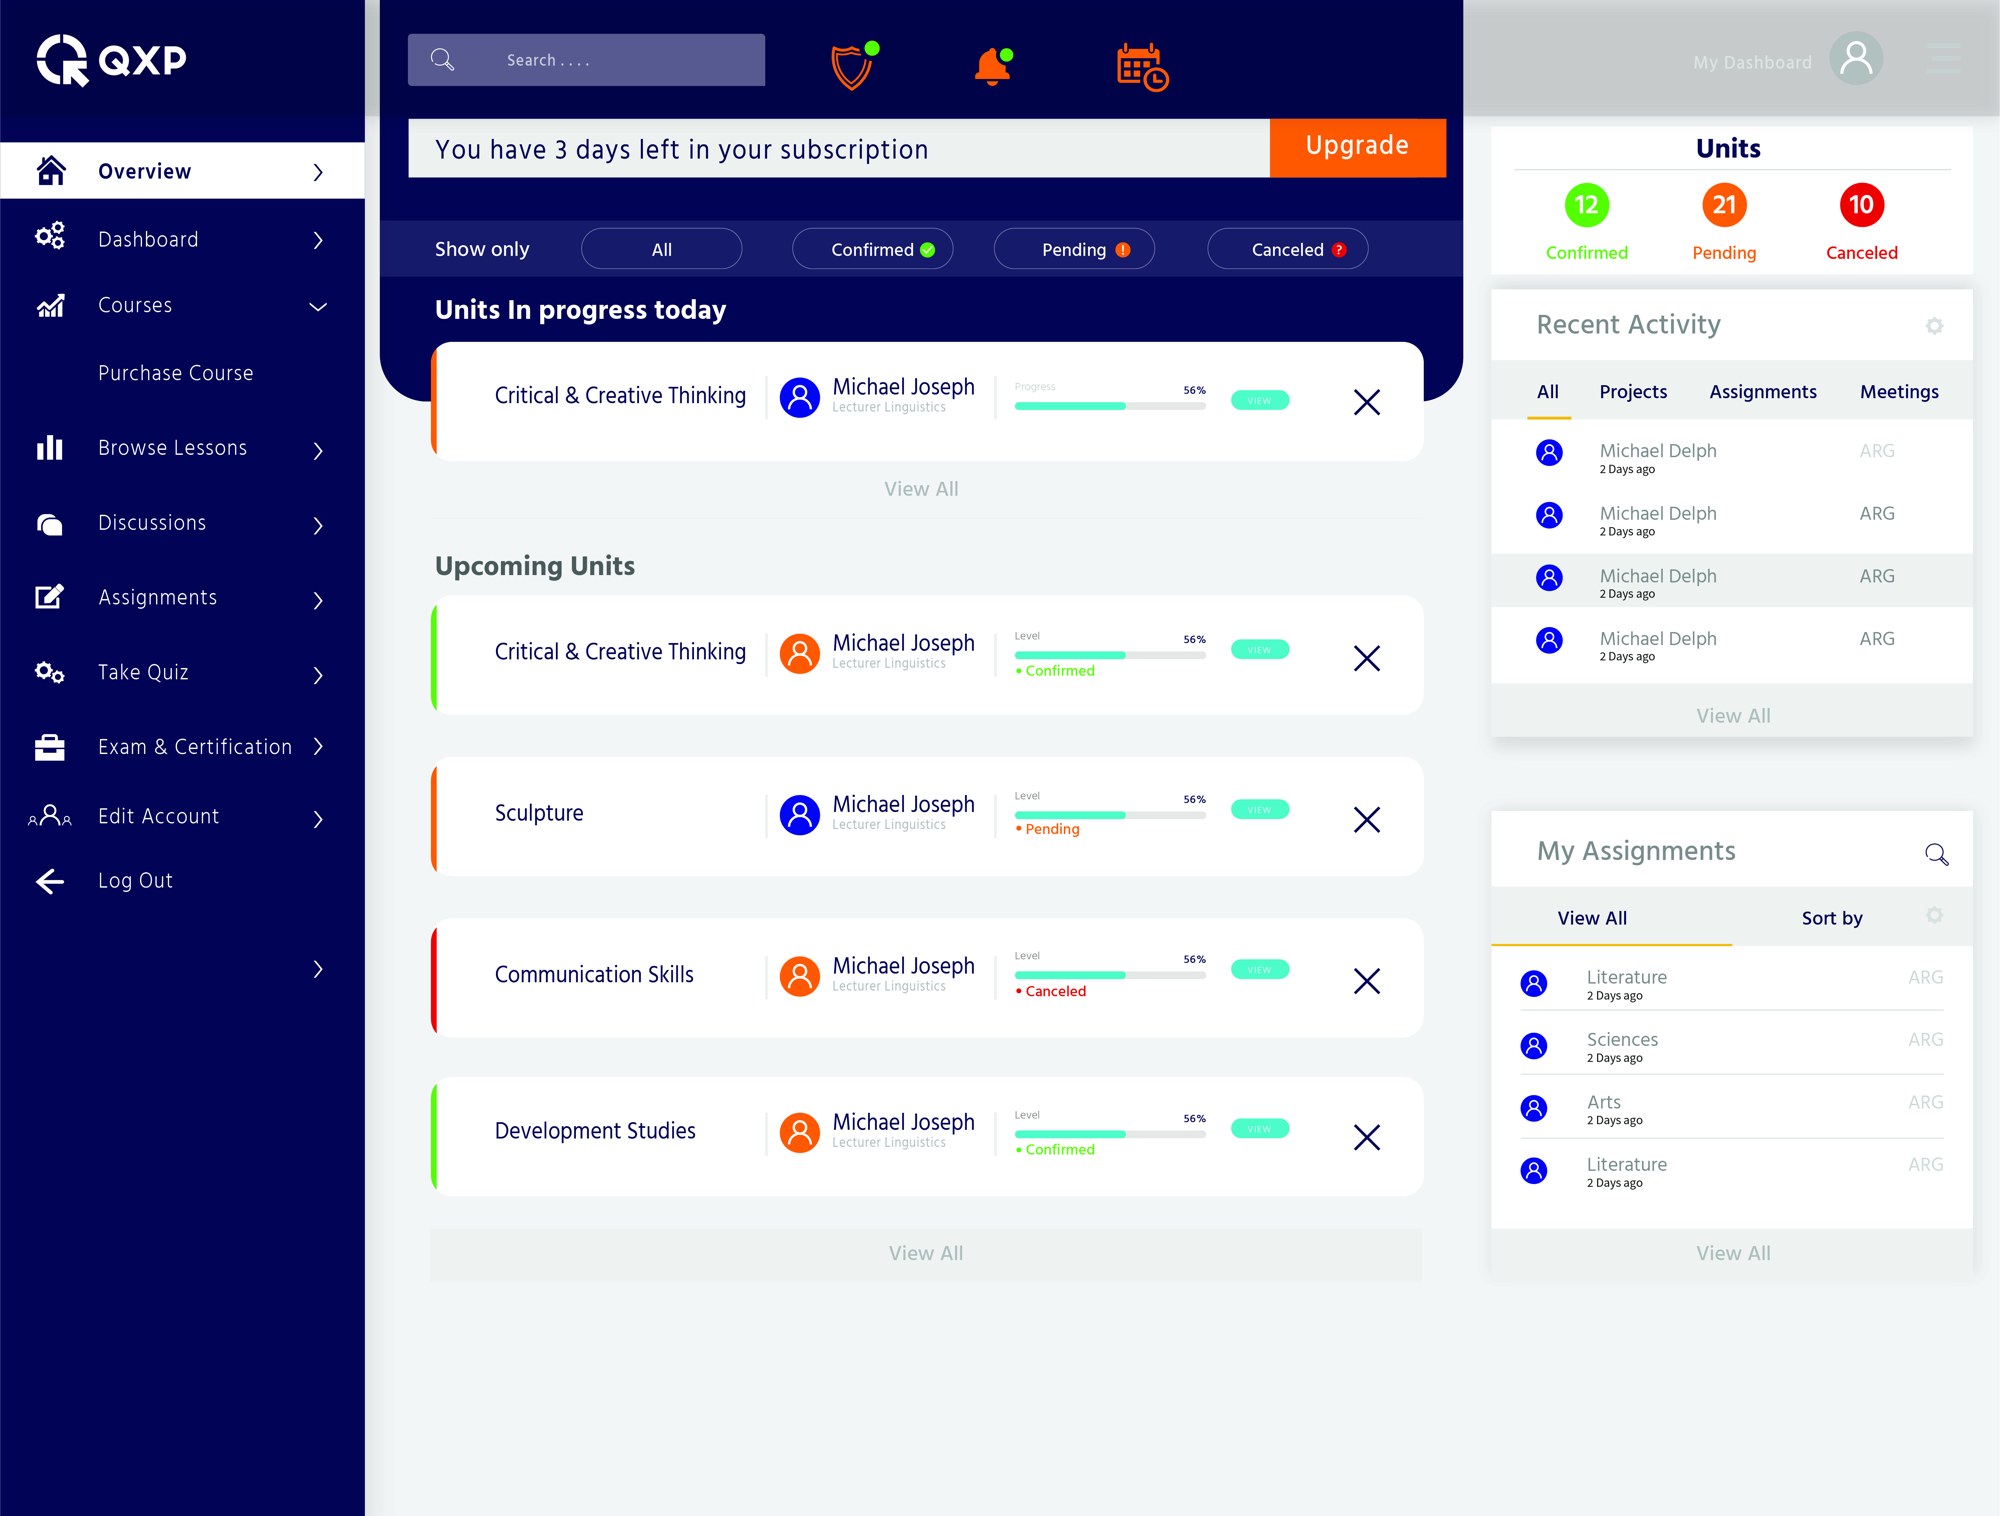 QXP
Overview
Dashboard
Courses
Purchase Course
Browse Lessons
Discussions
Assignments
Take Quiz
Exam & Certification
Edit Account
Log Out
Search . . . .
You have 3 days left in your subscription
Upgrade
Show only
All
Confirmed
Pending !
Canceled ?
Units In progress today
Critical & Creative Thinking
Michael Joseph
Lecturer Linguistics
Progress
56%
VIEW
View All
Upcoming Units
Critical & Creative Thinking
Michael Joseph
Lecturer Linguistics
Level
56%
• Confirmed
VIEW
Sculpture
Michael Joseph
Lecturer Linguistics
Level
56%
• Pending
VIEW
Communication Skills
Michael Joseph
Lecturer Linguistics
Level
56%
• Canceled
VIEW
Development Studies
Michael Joseph
Lecturer Linguistics
Level
56%
• Confirmed
VIEW
View All
My Dashboard
Units
12
21
10
Confirmed
Pending
Canceled
Recent Activity
All
Projects
Assignments
Meetings
Michael Delph
2 Days ago
ARG
Michael Delph
2 Days ago
ARG
Michael Delph
2 Days ago
ARG
Michael Delph
2 Days ago
ARG
View All
My Assignments
View All
Sort by
Literature
2 Days ago
ARG
Sciences
2 Days ago
ARG
Arts
2 Days ago
ARG
Literature
2 Days ago
ARG
View All